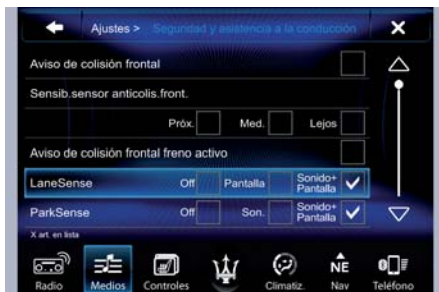 Ajustes > Seguridad y asistencia a la conducción X
Aviso de colisión frontal
Sensib.sensor anticolis.front.
Próx. Med. Lejos
Aviso de colisión frontal freno activo
LaneSense Off Pantalla Sonido+ Pantalla
ParkSense Off Son. Sonido+ Pantalla
X art. en lista
Radio Medios Controles Climatiz. NE Nav Teléfono